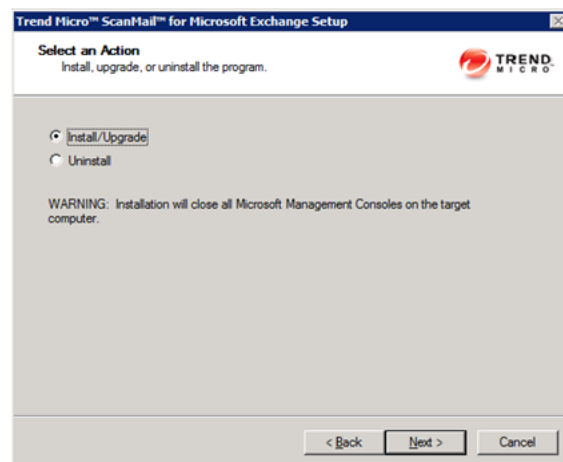 Trend Micro™ ScanMail™ for Microsoft Exchange Setup
Select an Action
Install, upgrade, or uninstall the program.
TREND
MICRO
Install/Upgrade
Uninstall
WARNING: Installation will close all Microsoft Management Consoles on the target
computer.
< Back
Next >
Cancel